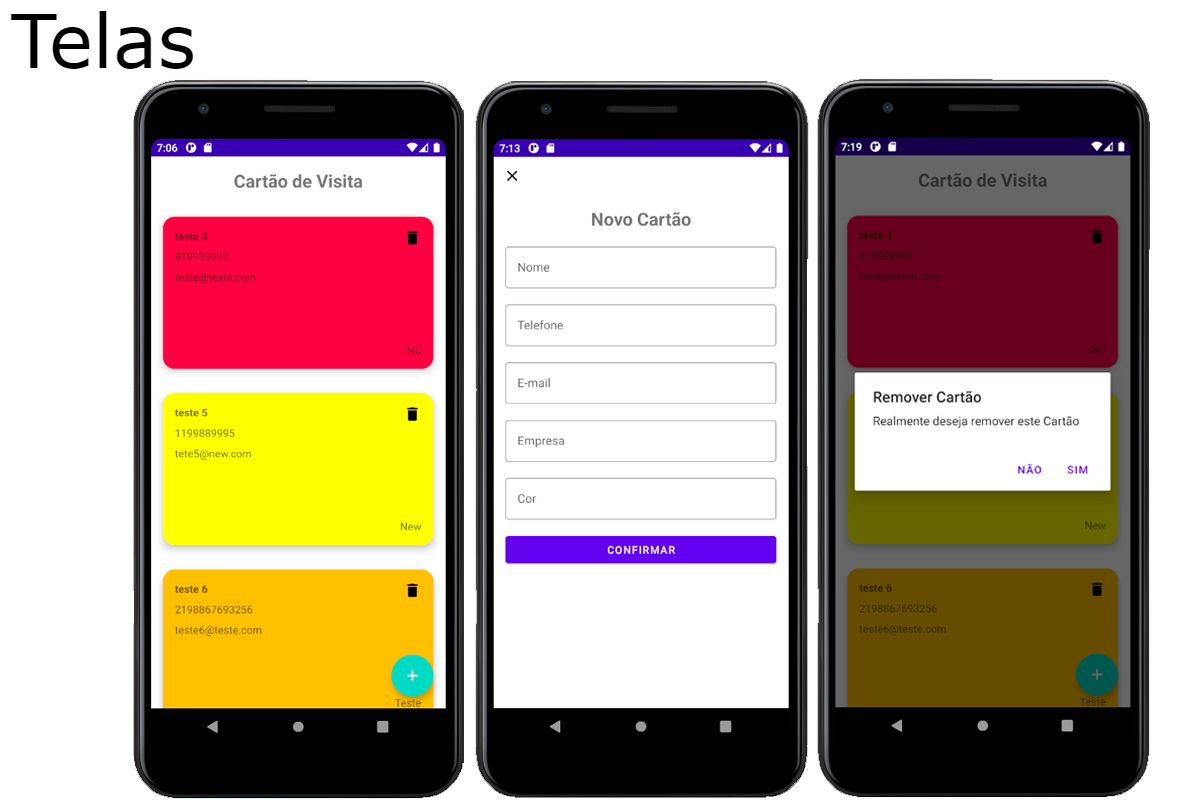 Telas
7:06
Cartão de Visita
teste 3
819999992
teste@teste.com
INC
teste 5
1199889995
tete5@new.com
New
teste 6
2198867693256
teste6@teste.com
+
Teste
7:13
Novo Cartão
Nome
Telefone
E-mail
Empresa
Cor
CONFIRMAR
7:19
Cartão de Visita
teste 3
819999992
teste@teste.com
INC
Remover Cartão
Realmente deseja remover este Cartão
NÃO SIM
New
teste 6
2198867693256
teste6@teste.com
+
Teste